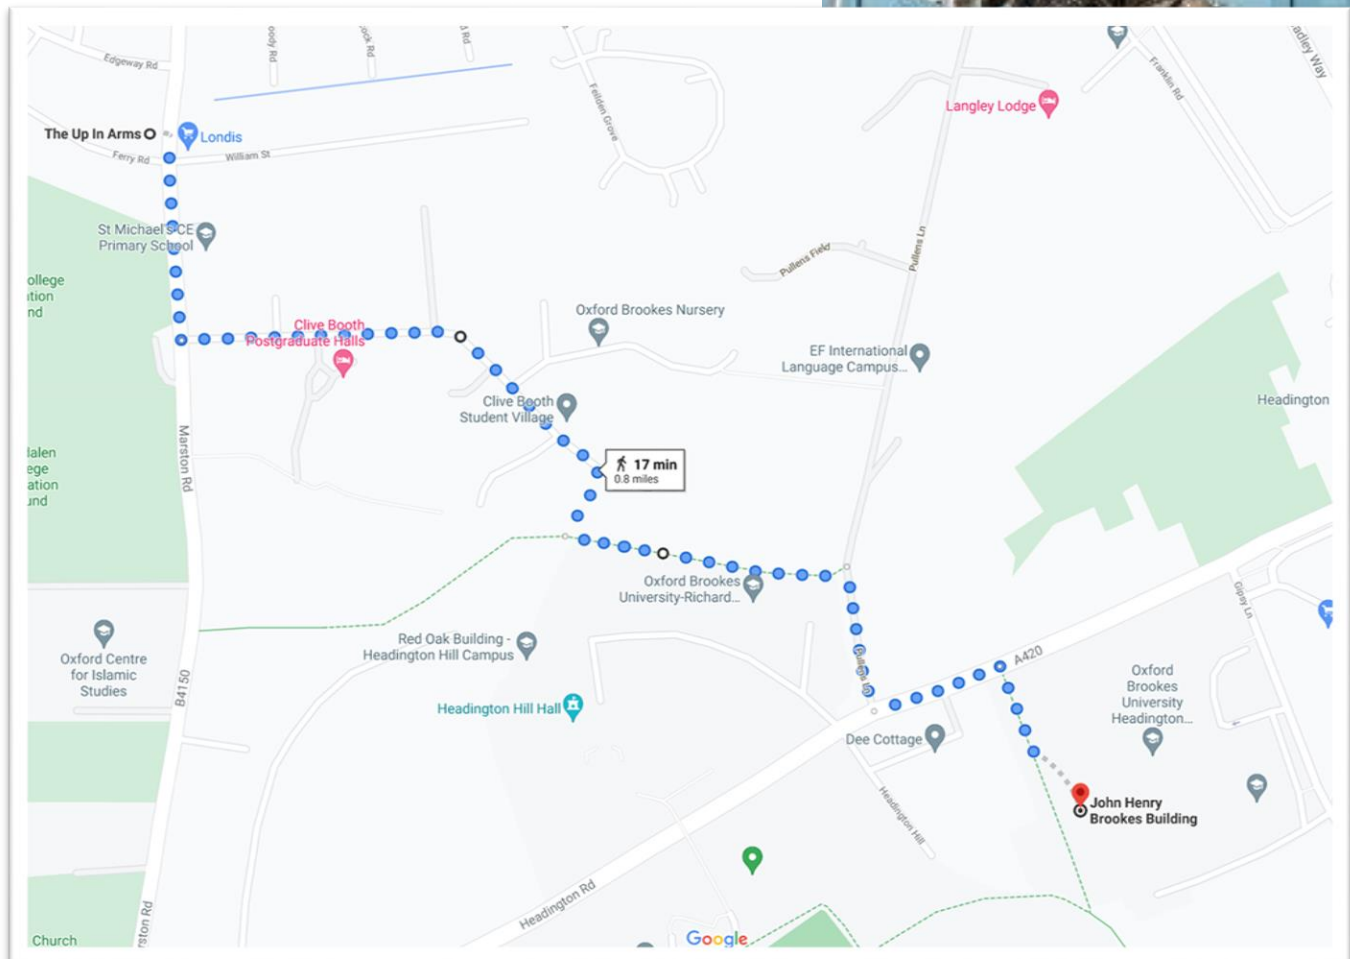 Edgeway Rd
The Up In Arms
Londis
Ferry Rd
William St
St Michael's CE
Primary School
Feilden Grove
Langley Lodge
Franklin Rd
Pullens Field
Pullens Ln
Clive Booth
Postgraduate Halls
Oxford Brookes Nursery
EF International
Language Campus...
Clive Booth
Student Village
Headington
Marston Rd
17 min
0.8 miles
Oxford Brookes
University-Richard...
Oxford Centre
for Islamic
Studies
B4150
Red Oak Building -
Headington Hill Campus
Headington Hill Hall
Pullens Ln
A420
Gipsy Ln
Oxford
Brookes
University
Headington...
Dee Cottage
Headington Hill
John Henry
Brookes Building
Headington Rd
Church
Google